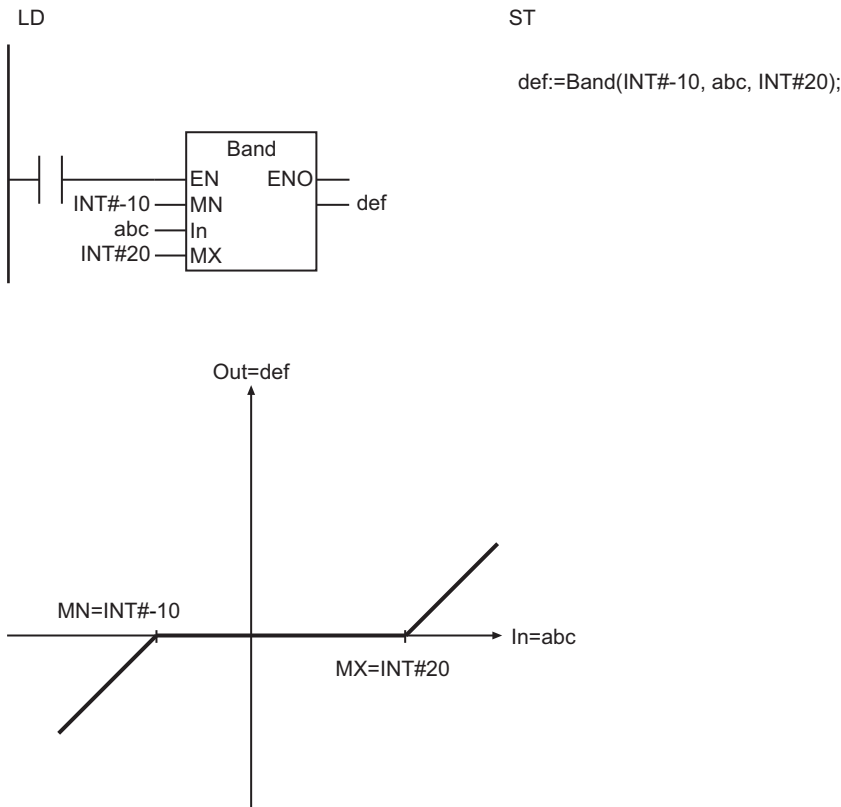 LD
ST
def:=Band(INT#-10, abc, INT#20);
Band
EN ENO
INT#-10 MN def
abc In
INT#20 MX
Out=def
MN=INT#-10
In=abc
MX=INT#20